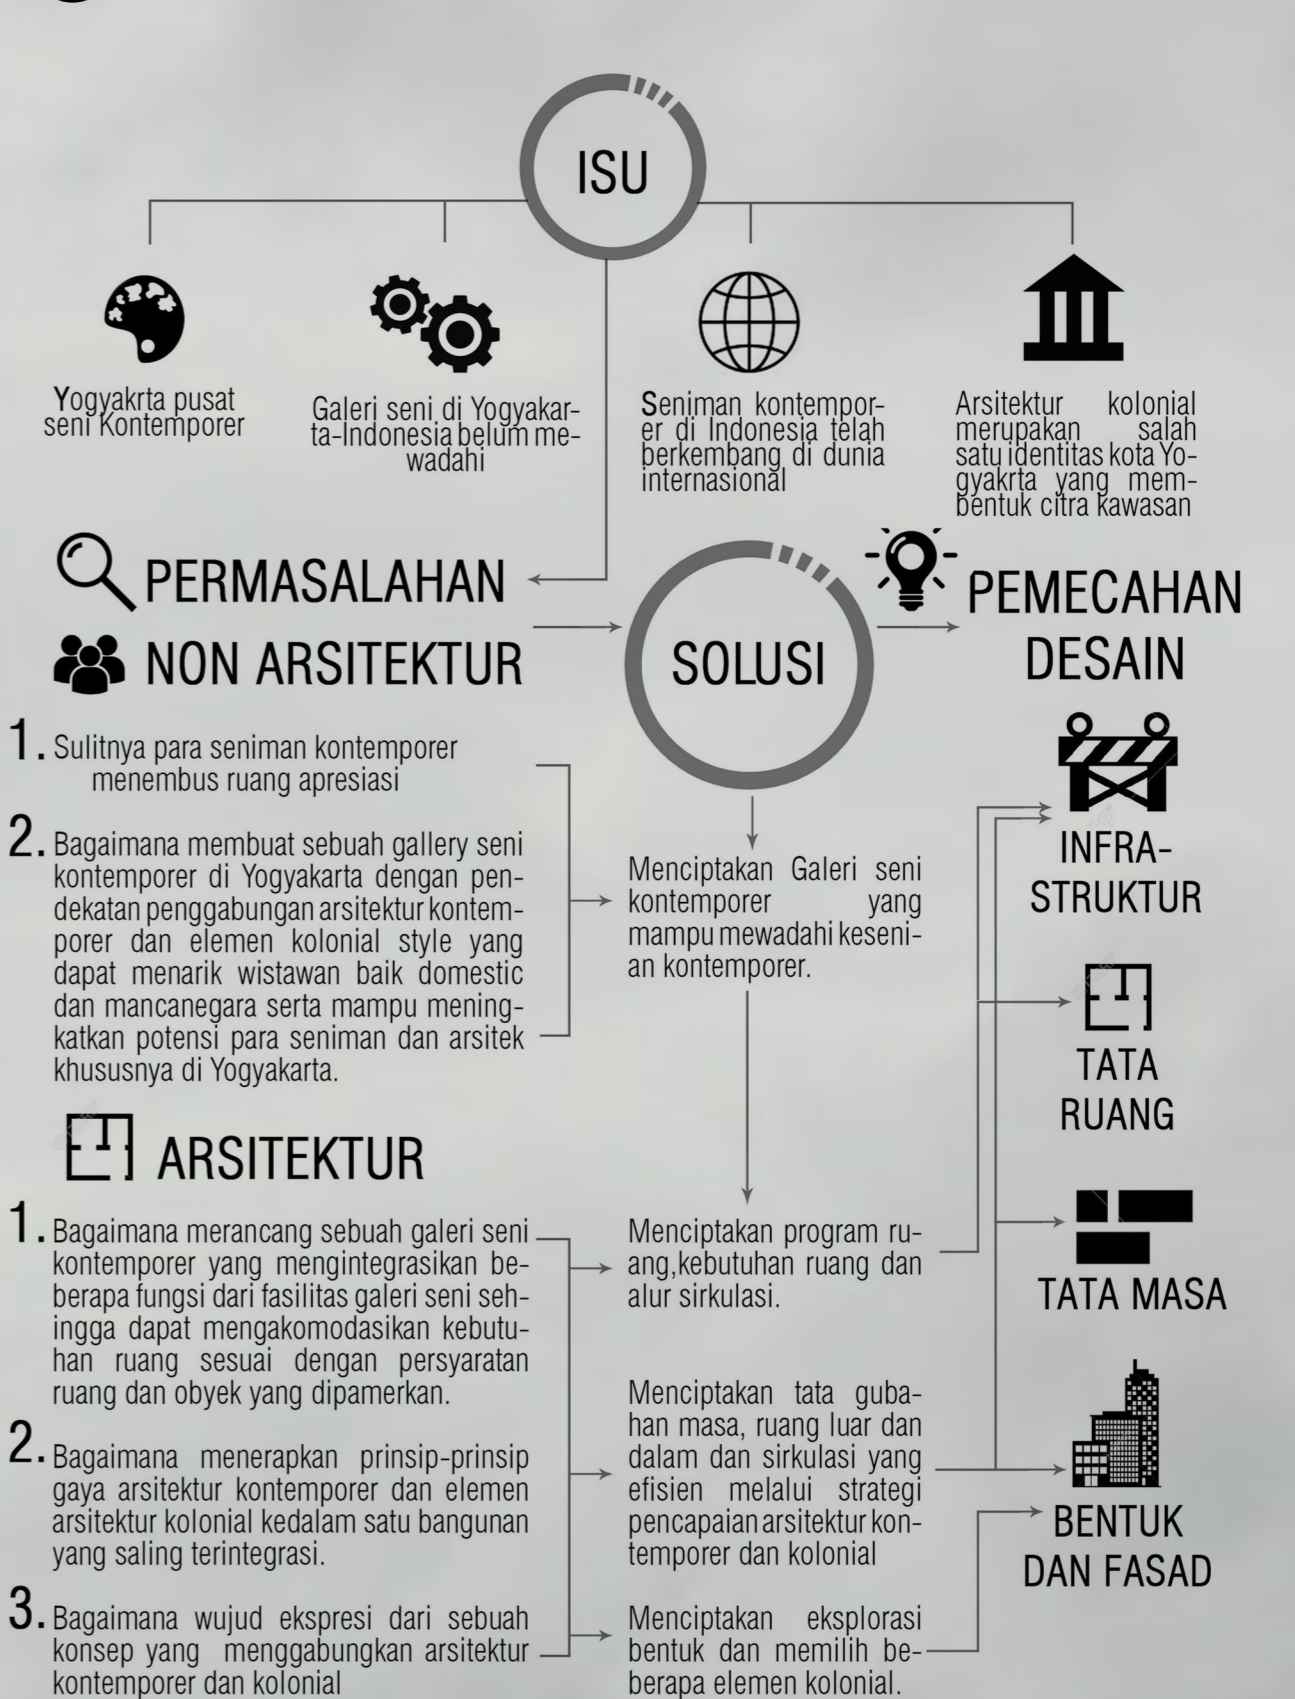 ISU
Yogyakrta pusat
seni Kontemporer
Galeri seni di Yogyakar-
ta-Indonesia belum me-
wadahi
Seniman kontempor-
er di Indonesia telah
berkembang di dunia
internasional
Arsitektur kolonial
merupakan salah
satu identitas kota Yo-
gyakrta yang mem-
bentuk citra kawasan
PERMASALAHAN
NON ARSITEKTUR
1. Sulitnya para seniman kontemporer
menembus ruang apresiasi
2. Bagaimana membuat sebuah gallery seni
kontemporer di Yogyakarta dengan pen-
dekatan penggabungan arsitektur kontem-
porer dan elemen kolonial style yang
dapat menarik wistawan baik domestic
dan mancanegara serta mampu mening-
katkan potensi para seniman dan arsitek
khususnya di Yogyakarta.
ARSITEKTUR
1. Bagaimana merancang sebuah galeri seni
kontemporer yang mengintegrasikan be-
berapa fungsi dari fasilitas galeri seni seh-
ingga dapat mengakomodasikan kebutu-
han ruang sesuai dengan persyaratan
ruang dan obyek yang dipamerkan.
2. Bagaimana menerapkan prinsip-prinsip
gaya arsitektur kontemporer dan elemen
arsitektur kolonial kedalam satu bangunan
yang saling terintegrasi.
3. Bagaimana wujud ekspresi dari sebuah
konsep yang menggabungkan arsitektur
kontemporer dan kolonial
SOLUSI
Menciptakan Galeri seni
kontemporer yang
mampu mewadahi keseni-
an kontemporer.
Menciptakan program ru-
ang,kebutuhan ruang dan
alur sirkulasi.
Menciptakan tata guba-
han masa, ruang luar dan
dalam dan sirkulasi yang
efisien melalui strategi
pencapaian arsitektur kon-
temporer dan kolonial
Menciptakan eksplorasi
bentuk dan memilih be-
berapa elemen kolonial.
PEMECAHAN
DESAIN
INFRA-
STRUKTUR
TATA
RUANG
TATA MASA
BENTUK
DAN FASAD